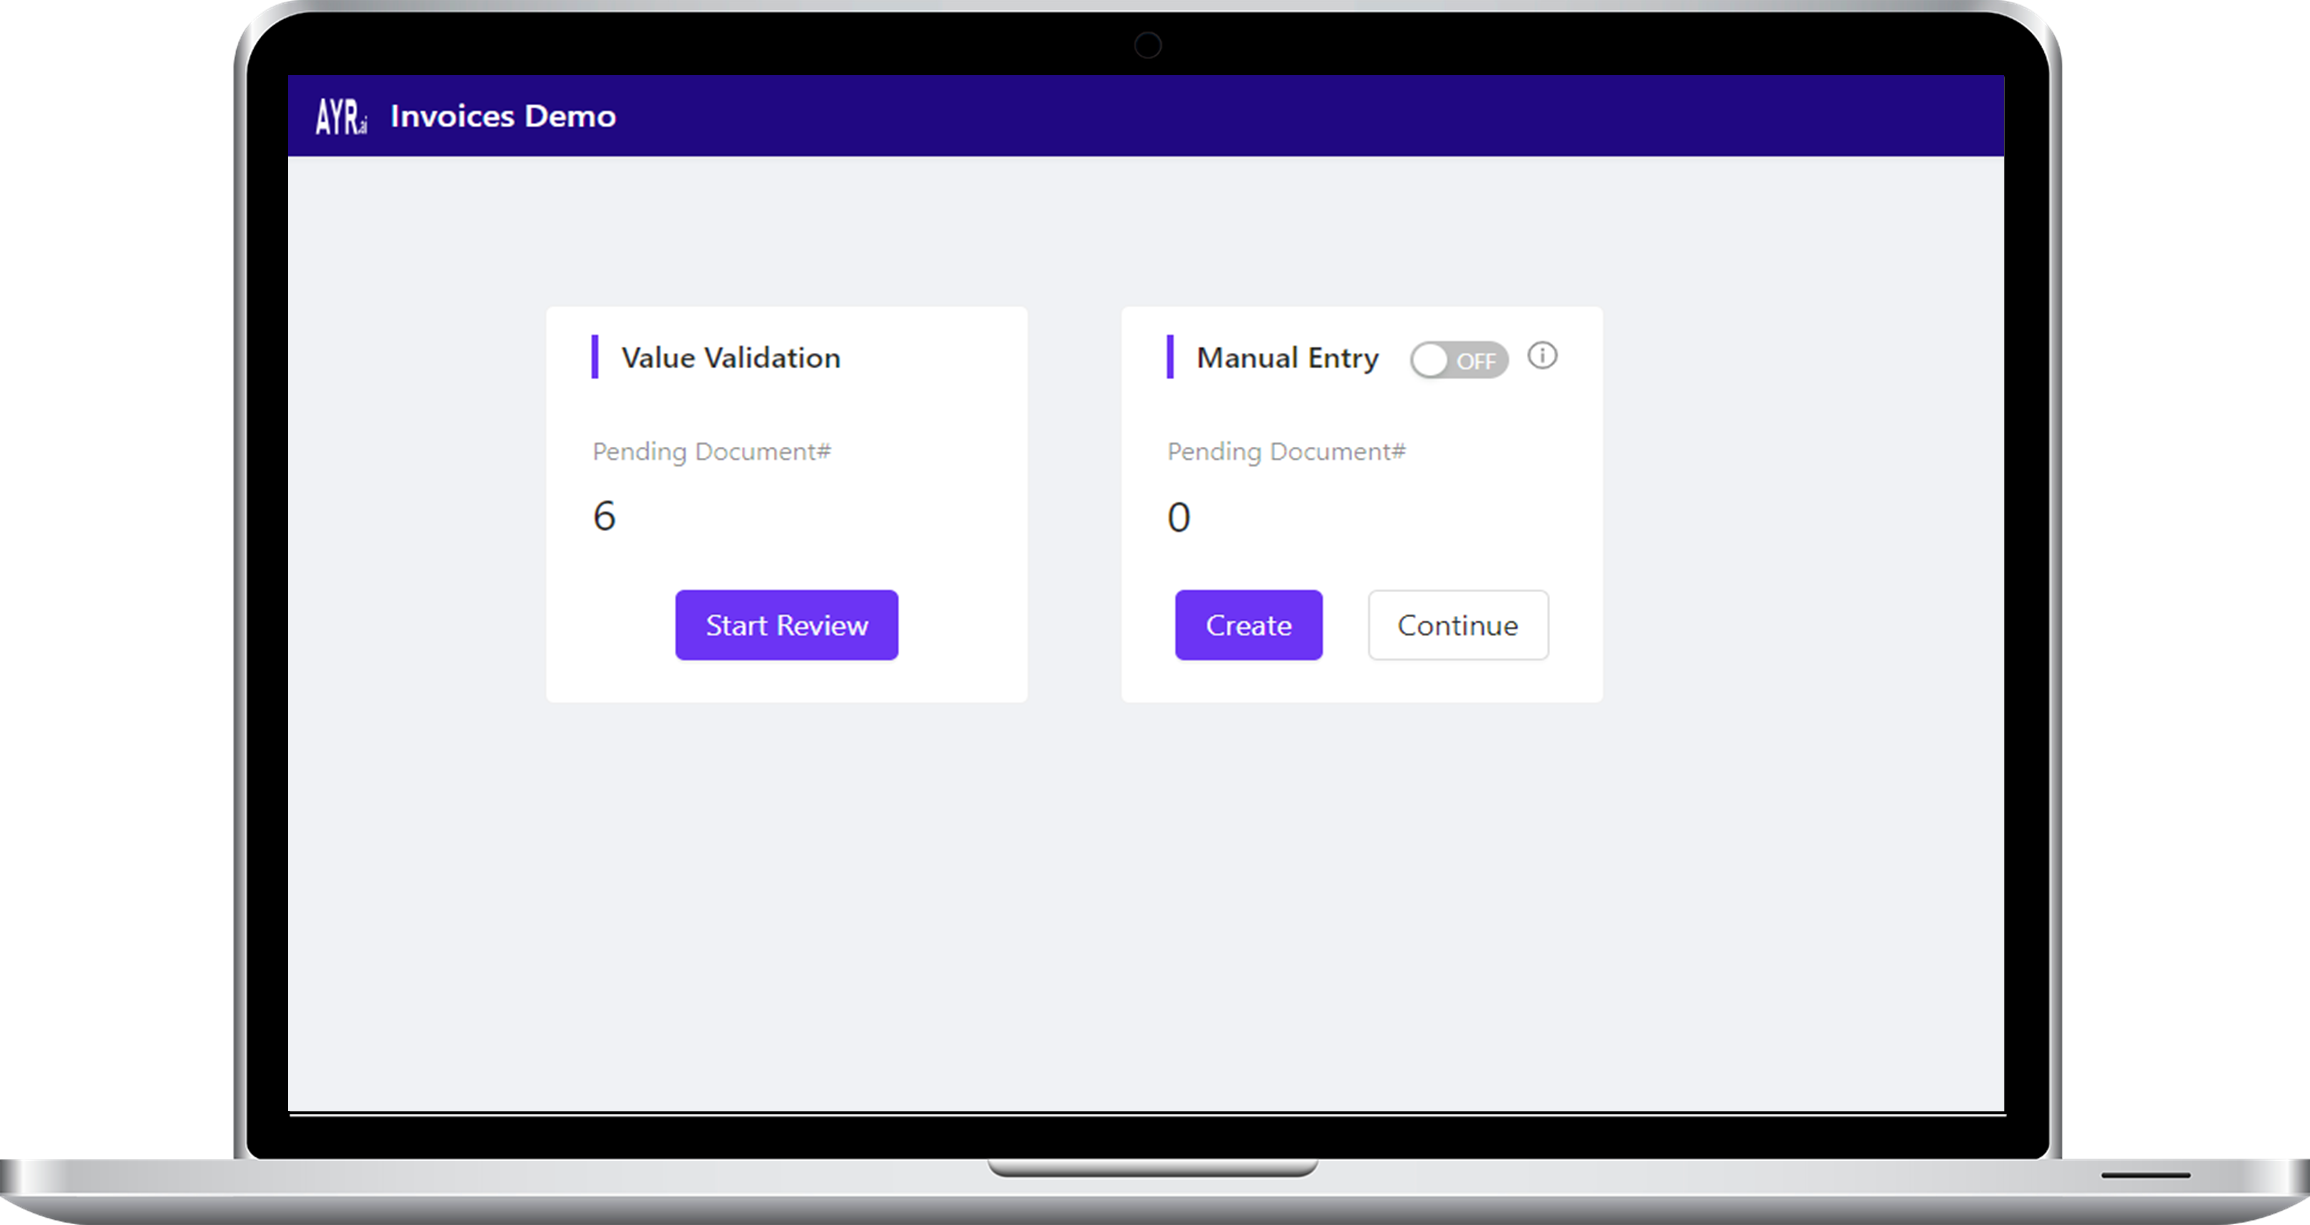 AYR.ai Invoices Demo
Value Validation
Pending Document#
6
Start Review
Manual Entry OFF
Pending Document#
0
Create Continue